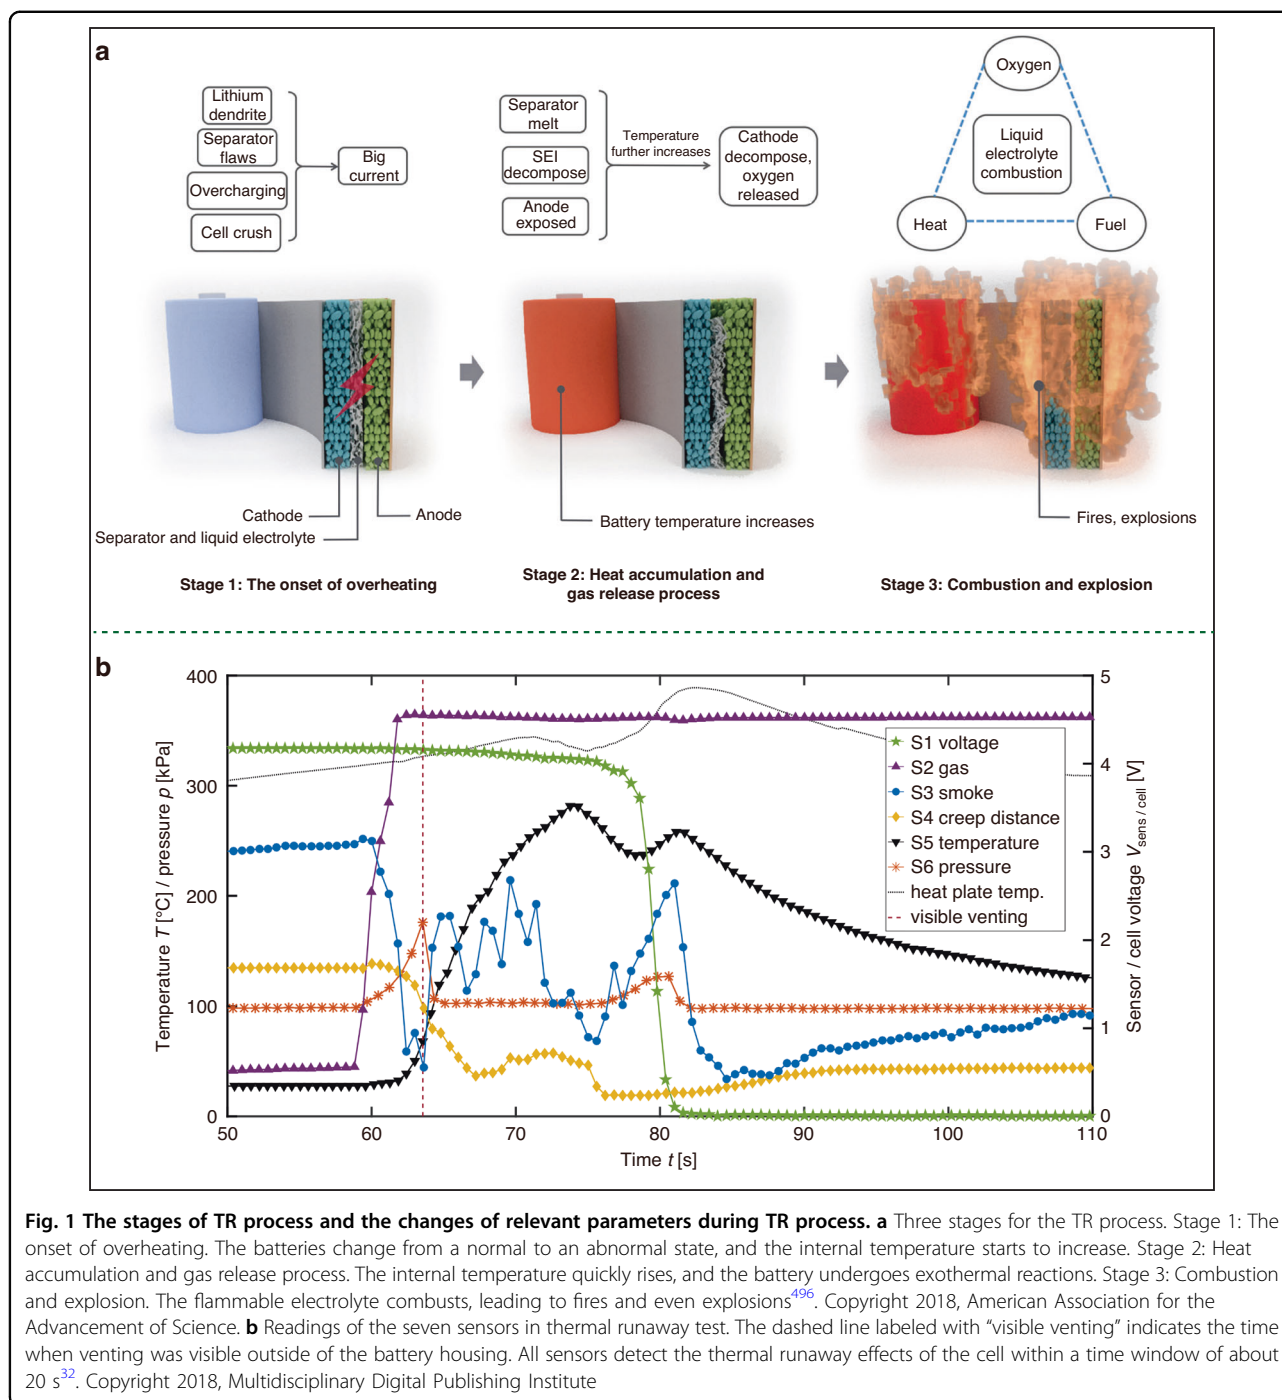 a
Lithium
dendrite
Separator
flaws
Overcharging
Cell crush
Big
current
Separator
melt
SEI
decompose
Anode
exposed
Temperature
further increases
Cathode
decompose,
oxygen
released
Oxygen
Liquid
electrolyte
combustion
Heat
Fuel
Cathode
Anode
Separator and liquid electrolyte
Battery temperature increases
Fires, explosions
Stage 1: The onset of overheating
Stage 2: Heat accumulation and
gas release process
Stage 3: Combustion and explosion
b
Temperature T [°C] / pressure p [kPa]
400
300
200
100
0
5
4
3
2
1
0
Sensor / cell voltage V sens / cell [V]
S1 voltage
S2 gas
S3 smoke
S4 creep distance
S5 temperature
S6 pressure
heat plate temp.
visible venting
50 60 70 80 90 100 110
Time t [s]
Fig. 1 The stages of TR process and the changes of relevant parameters during TR process. a Three stages for the TR process. Stage 1: The
onset of overheating. The batteries change from a normal to an abnormal state, and the internal temperature starts to increase. Stage 2: Heat
accumulation and gas release process. The internal temperature quickly rises, and the battery undergoes exothermal reactions. Stage 3: Combustion
and explosion. The flammable electrolyte combusts, leading to fires and even explosions496. Copyright 2018, American Association for the
Advancement of Science. b Readings of the seven sensors in thermal runaway test. The dashed line labeled with “visible venting” indicates the time
when venting was visible outside of the battery housing. All sensors detect the thermal runaway effects of the cell within a time window of about
20 s32. Copyright 2018, Multidisciplinary Digital Publishing Institute